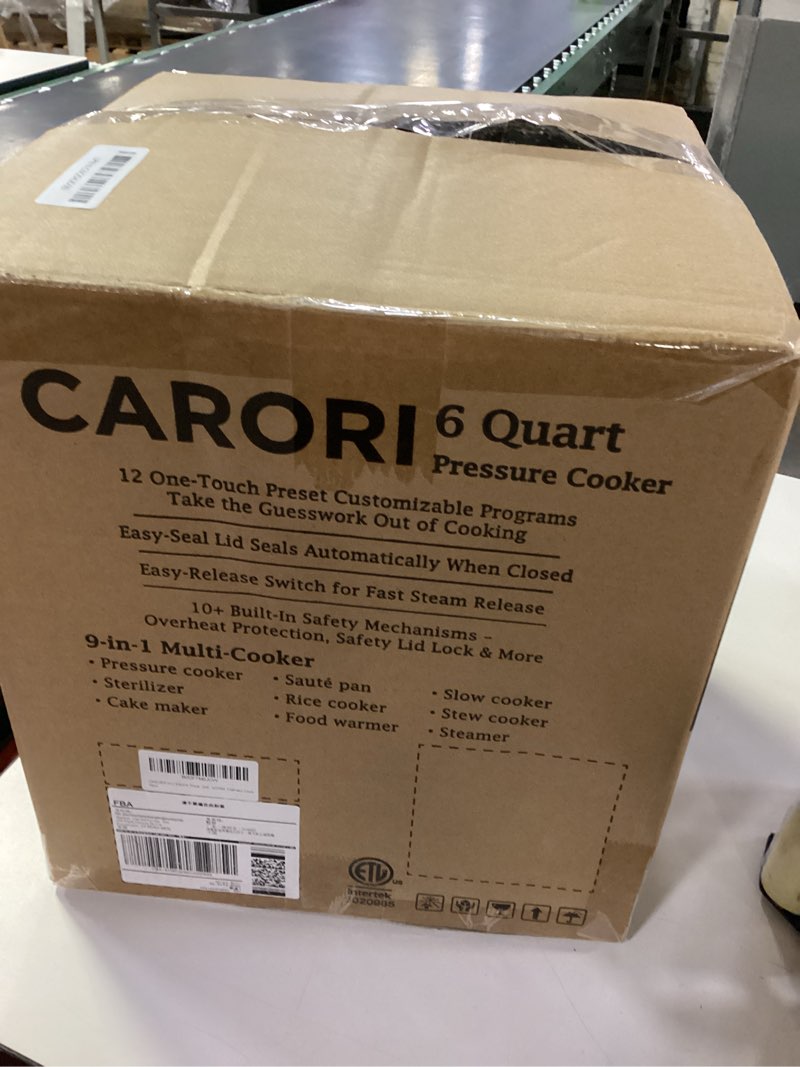 CARORI
6 Quart
Pressure Cooker
12 One-Touch Preset Customizable Programs
Take the Guesswork Out of Cooking
Easy-Seal Lid Seals Automatically When Closed
Easy-Release Switch for Fast Steam Release
10+ Built-In Safety Mechanisms –
Overheat Protection, Safety Lid Lock & More
9-in-1 Multi-Cooker
• Pressure cooker
• Sterilizer
• Cake maker
• Sauté pan
• Rice cooker
• Food warmer
• Slow cooker
• Stew cooker
• Steamer
FBA
ETL
us
Intertek